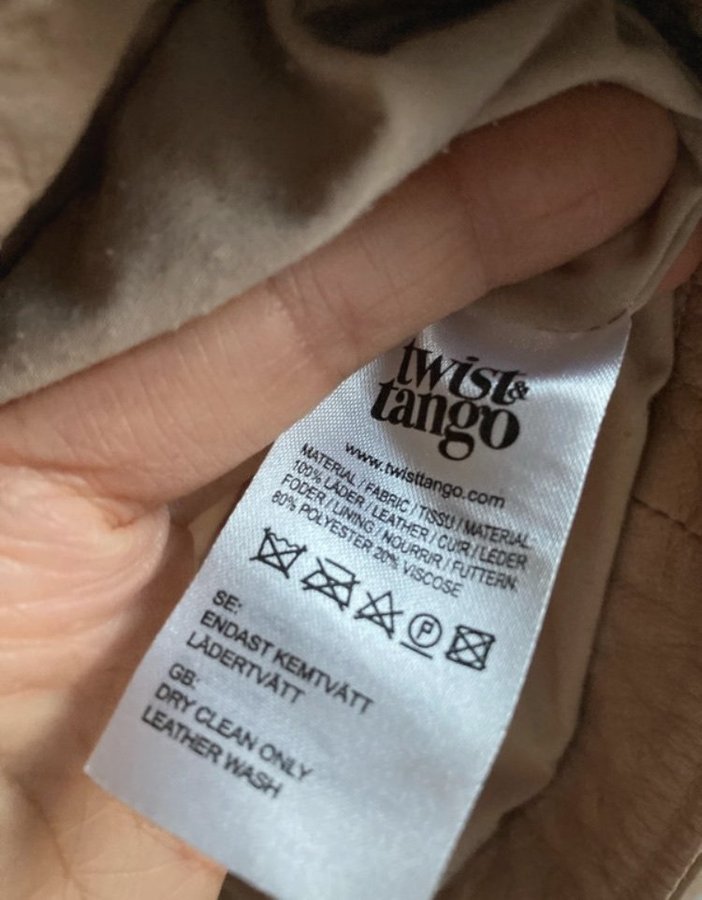 twist&
tango
www.twisttango.com
MATERIAL / FABRIC / TISSU / MATERIAL.
100% LÄDER / LEATHER / CUIR / LEDER
FODER / LINING / NOURRIR / FUTTERN.
80% POLYESTER 20% VISCOSE
P
SE:
ENDAST KEMTVÄTT
LÄDERTVÄTT
GB:
DRY CLEAN ONLY
LEATHER WASH